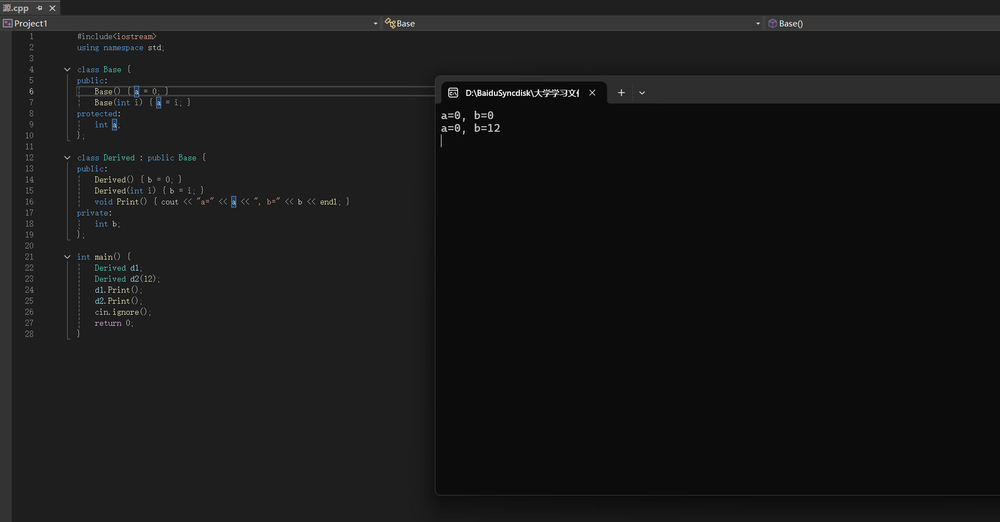 源.cpp
Project1
Base
Base()
1 #include<iostream>
2 using namespace std;
3
4 class Base {
5 public:
6 Base() { a = 0; }
7 Base(int i) { a = i; }
8 protected:
9 int a;
10 };
11
12 class Derived : public Base {
13 public:
14 Derived() { b = 0; }
15 Derived(int i) { b = i; }
16 void Print() { cout << "a=" << a << ", b=" << b << endl; }
17 private:
18 int b;
19 };
20
21 int main() {
22 Derived d1;
23 Derived d2(12);
24 d1.Print();
25 d2.Print();
26 cin.ignore();
27 return 0;
28 }
D:\BaiduSyncdisk\大学学习文
a=0, b=0
a=0, b=12